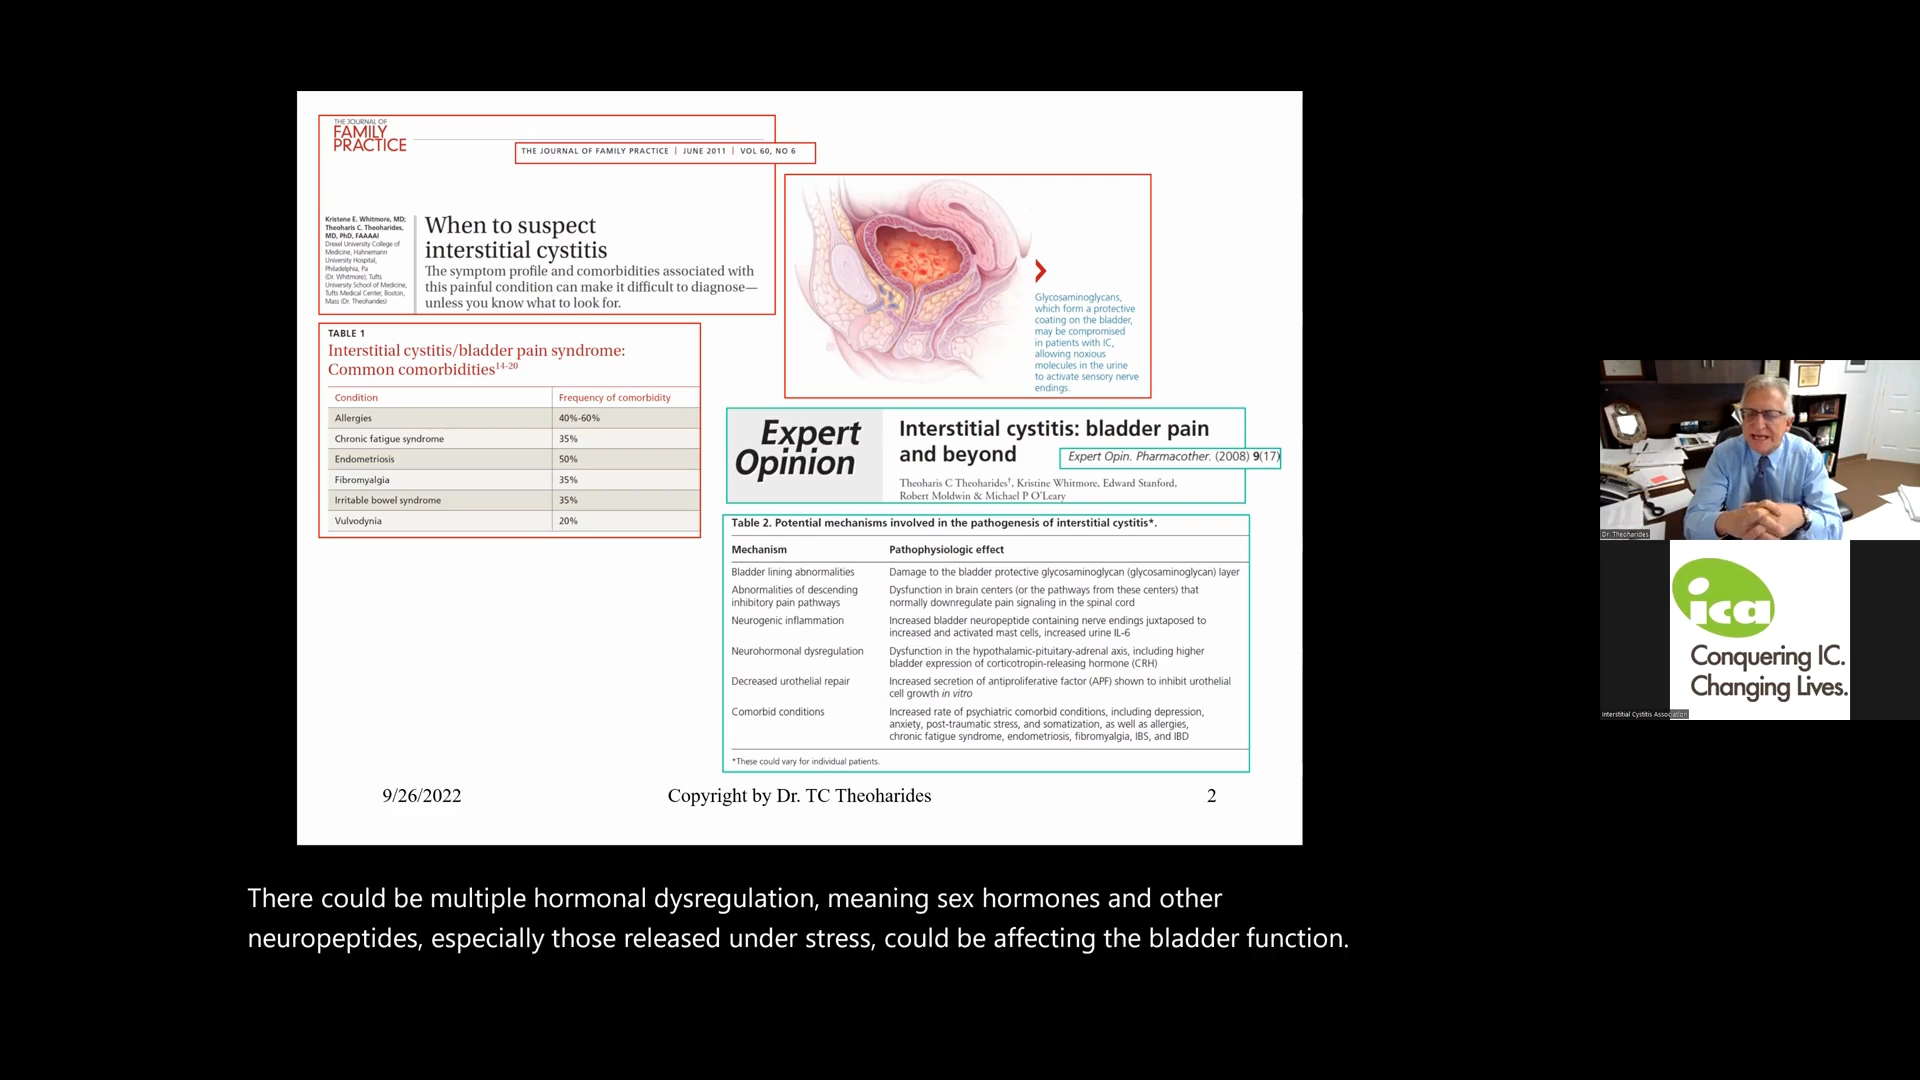 THE JOURNAL OF
FAMILY
PRACTICE
THE JOURNAL OF FAMILY PRACTICE | JUNE 2011 | VOL 60, NO 6
Kristene E. Whitmore, MD;
Theoharis C. Theoharides,
MD, PhD, FAAAAI
Drexel University College of
Medicine, Hahnemann
University Hospital,
Philadelphia, Pa
(Dr. Whitmore); Tufts
University School of Medicine,
Tufts Medical Center, Boston,
Mass (Dr. Theoharides)
When to suspect
interstitial cystitis
The symptom profile and comorbidities associated with
this painful condition can make it difficult to diagnose—
unless you know what to look for.
Glycosaminoglycans,
which form a protective
coating on the bladder,
may be compromised
in patients with IC,
allowing noxious
molecules in the urine
to activate sensory nerve
endings.
TABLE 1
Interstitial cystitis/bladder pain syndrome:
Common comorbidities14-20
Condition Frequency of comorbidity
Allergies 40%-60%
Chronic fatigue syndrome 35%
Endometriosis 50%
Fibromyalgia 35%
Irritable bowel syndrome 35%
Vulvodynia 20%
Expert
Opinion
Interstitial cystitis: bladder pain
and beyond
Expert Opin. Pharmacother. (2008) 9(17)
Theoharis C Theoharides†, Kristine Whitmore, Edward Stanford,
Robert Moldwin & Michael P O'Leary
Table 2. Potential mechanisms involved in the pathogenesis of interstitial cystitis*.
Mechanism Pathophysiologic effect
Bladder lining abnormalities Damage to the bladder protective glycosaminoglycan (glycosaminoglycan) layer
Abnormalities of descending Dysfunction in brain centers (or the pathways from these centers) that
inhibitory pain pathways normally downregulate pain signaling in the spinal cord
Neurogenic inflammation Increased bladder neuropeptide containing nerve endings juxtaposed to
increased and activated mast cells, increased urine IL-6
Neurohormonal dysregulation Dysfunction in the hypothalamic-pituitary-adrenal axis, including higher
bladder expression of corticotropin-releasing hormone (CRH)
Decreased urothelial repair Increased secretion of antiproliferative factor (APF) shown to inhibit urothelial
cell growth in vitro
Comorbid conditions Increased rate of psychiatric comorbid conditions, including depression,
anxiety, post-traumatic stress, and somatization, as well as allergies,
chronic fatigue syndrome, endometriosis, fibromyalgia, IBS, and IBD
*These could vary for individual patients.
9/26/2022 Copyright by Dr. TC Theoharides 2
Dr. Theoharides
ica
Conquering IC.
Changing Lives.
Interstitial Cystitis Association
There could be multiple hormonal dysregulation, meaning sex hormones and other
neuropeptides, especially those released under stress, could be affecting the bladder function.